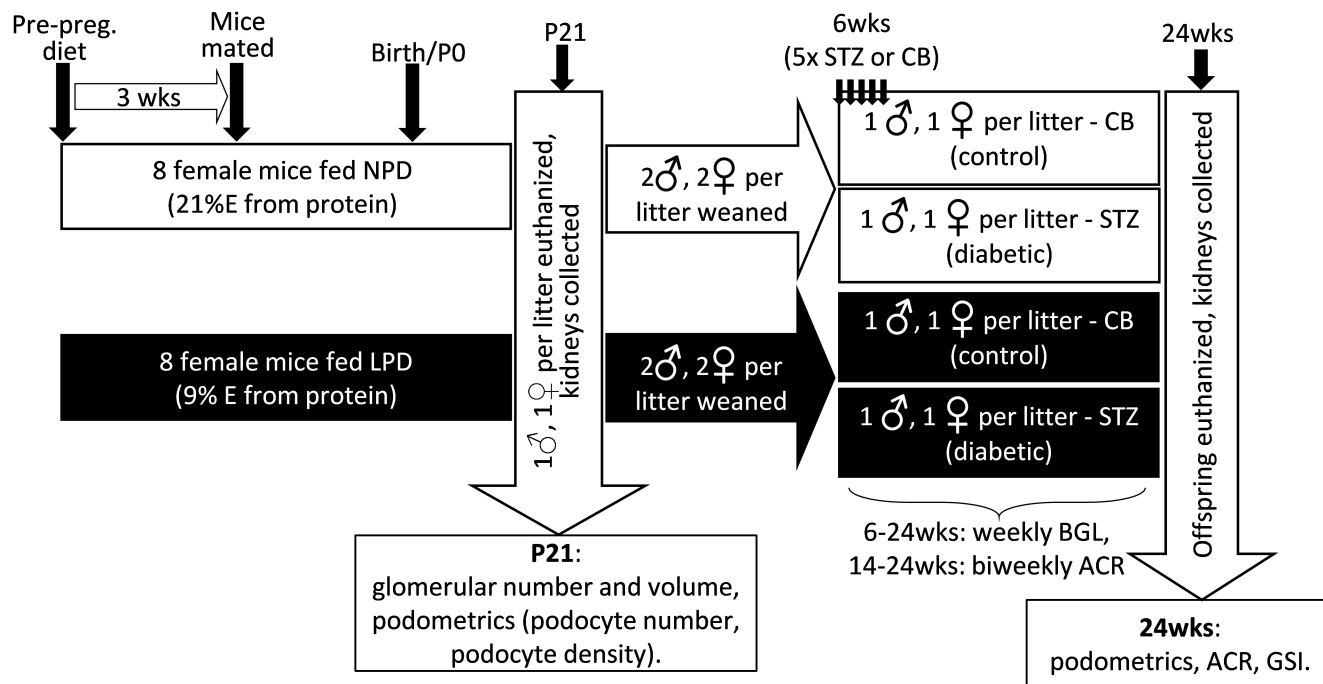 Pre-preg.
diet
Mice
mated
3 wks
Birth/P0
P21
6wks
(5x STZ or CB)
24wks
8 female mice fed NPD
(21%E from protein)
8 female mice fed LPD
(9% E from protein)
1♂, 1♀ per litter euthanized,
kidneys collected
2♂, 2♀ per
litter weaned
2♂, 2♀ per
litter weaned
1 ♂, 1 ♀ per litter - CB
(control)
1 ♂, 1 ♀ per litter - STZ
(diabetic)
1 ♂, 1 ♀ per litter - CB
(control)
1 ♂, 1 ♀ per litter - STZ
(diabetic)
6-24wks: weekly BGL,
14-24wks: biweekly ACR
Offspring euthanized, kidneys collected
P21:
glomerular number and volume,
podometrics (podocyte number,
podocyte density).
24wks:
podometrics, ACR, GSI.